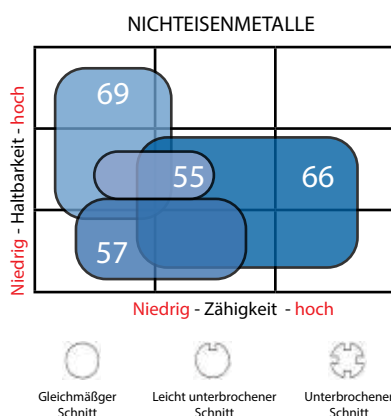 NICHTEISENMETALLE
Niedrig - Haltbarkeit - hoch
69
55
66
57
Niedrig - Zähigkeit - hoch
Gleichmäßger
Schnitt
Leicht unterbrochener
Schnitt
Unterbrochener
Schnitt